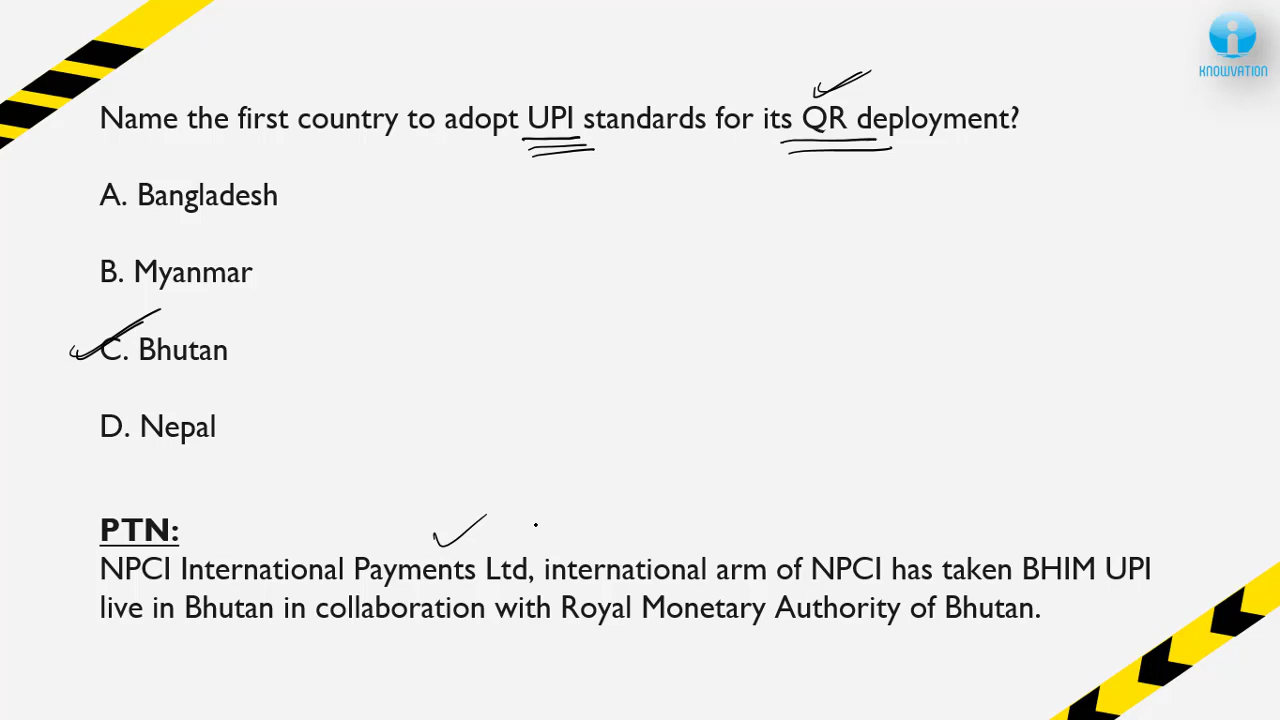 KNOWVATION
Name the first country to adopt UPI standards for its QR deployment?
A. Bangladesh
B. Myanmar
C. Bhutan
D. Nepal
PTN:
NPCI International Payments Ltd, international arm of NPCI has taken BHIM UPI
live in Bhutan in collaboration with Royal Monetary Authority of Bhutan.